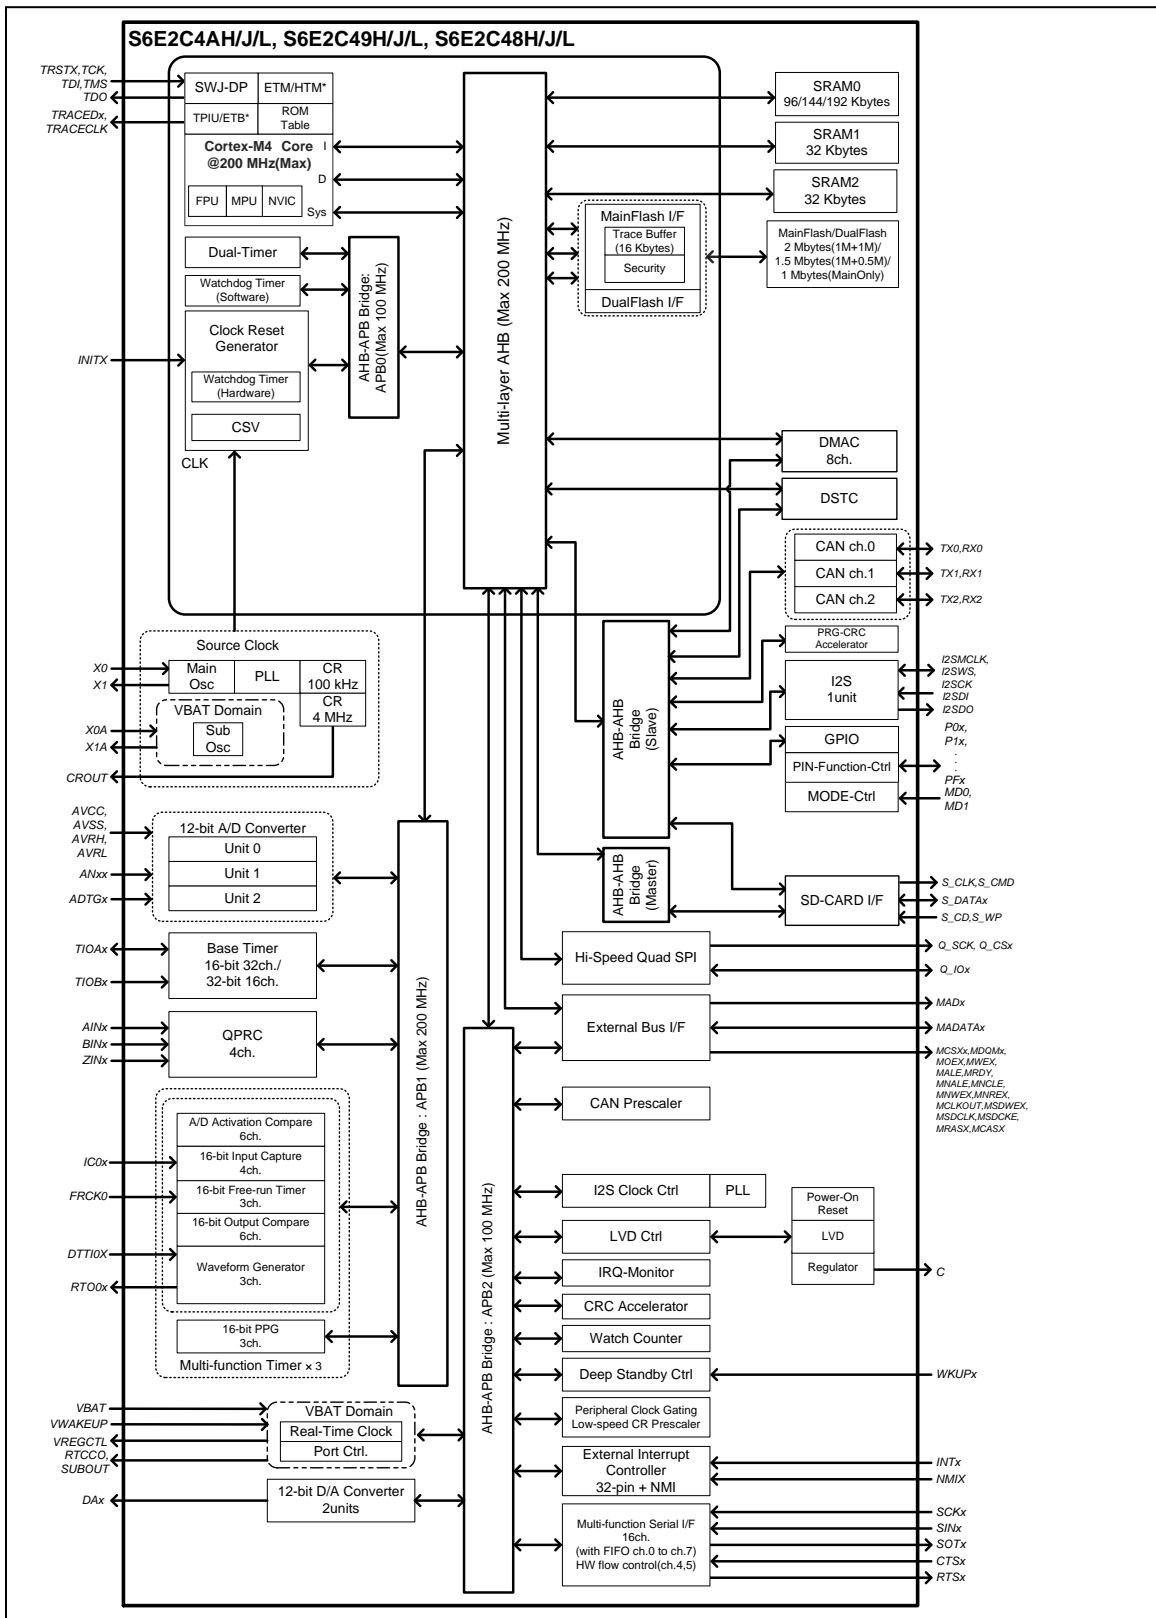 S6E2C4AH/J/L, S6E2C49H/J/L, S6E2C48H/J/L
TRSTX,TCK,
TDI,TMS
TDO
TRACEDx,
TRACECLK
SWJ-DP
ETM/HTM*
TPIU/ETB*
ROM
Table
Cortex-M4 Core
@200 MHz(Max)
I
D
Sys
FPU
MPU
NVIC
Dual-Timer
Watchdog Timer
(Software)
Clock Reset
Generator
Watchdog Timer
(Hardware)
CSV
CLK
INITX
AHB-APB Bridge:
APB0(Max 100 MHz)
Multi-layer AHB (Max 200 MHz)
MainFlash I/F
Trace Buffer
(16 Kbytes)
Security
DualFlash I/F
SRAM0
96/144/192 Kbytes
SRAM1
32 Kbytes
SRAM2
32 Kbytes
MainFlash/DualFlash
2 Mbytes(1M+1M)/
1.5 Mbytes(1M+0.5M)/
1 Mbytes(MainOnly)
DMAC
8ch.
DSTC
CAN ch.0
CAN ch.1
CAN ch.2
TX0,RX0
TX1,RX1
TX2,RX2
PRG-CRC
Accelerator
I2S
1unit
I2SMCLK,
I2SWS,
I2SCK
I2SDI
I2SDO
GPIO
PIN-Function-Ctrl
MODE-Ctrl
P0x,
P1x,
.
.
.
PFx
MD0,
MD1
AHB-AHB
Bridge
(Slave)
AHB-AHB
Bridge
(Master)
SD-CARD I/F
S_CLK,S_CMD
S_DATAx
S_CD,S_WP
Source Clock
X0
X1
Main
Osc
PLL
CR
100 kHz
CR
4 MHz
VBAT Domain
Sub
Osc
X0A
X1A
CROUT
AVCC,
AVSS,
AVRH,
AVRL
ANxx
ADTGx
12-bit A/D Converter
Unit 0
Unit 1
Unit 2
TIOAx
TIOBx
Base Timer
16-bit 32ch./
32-bit 16ch.
AINx
BINx
ZINx
QPRC
4ch.
A/D Activation Compare
6ch.
16-bit Input Capture
4ch.
16-bit Free-run Timer
3ch.
16-bit Output Compare
6ch.
Waveform Generator
3ch.
16-bit PPG
3ch.
Multi-function Timer × 3
IC0x
FRCK0
DTTI0X
RTO0x
AHB-APB Bridge : APB1 (Max 200 MHz)
AHB-APB Bridge : APB2 (Max 100 MHz)
Hi-Speed Quad SPI
Q_SCK, Q_CSx
Q_IOx
External Bus I/F
MADx
MADATAx
MCSXx,MDQMx,
MOEX,MWEX,
MALE,MRDY,
MNALE,MNCLE,
MNWEX,MNREX,
MCLKOUT,MSDWEX,
MSDCLK,MSDCKE,
MRASX,MCASX
CAN Prescaler
I2S Clock Ctrl
PLL
LVD Ctrl
Power-On
Reset
LVD
Regulator
C
IRQ-Monitor
CRC Accelerator
Watch Counter
Deep Standby Ctrl
WKUPx
Peripheral Clock Gating
Low-speed CR Prescaler
External Interrupt
Controller
32-pin + NMI
INTx
NMIX
Multi-function Serial I/F
16ch.
(with FIFO ch.0 to ch.7)
HW flow control(ch.4,5)
SCKx
SINx
SOTx
CTSx
RTSx
VBAT
VWAKEUP
VREGCTL
RTCCO,
SUBOUT
VBAT Domain
Real-Time Clock
Port Ctrl.
DAx
12-bit D/A Converter
2units